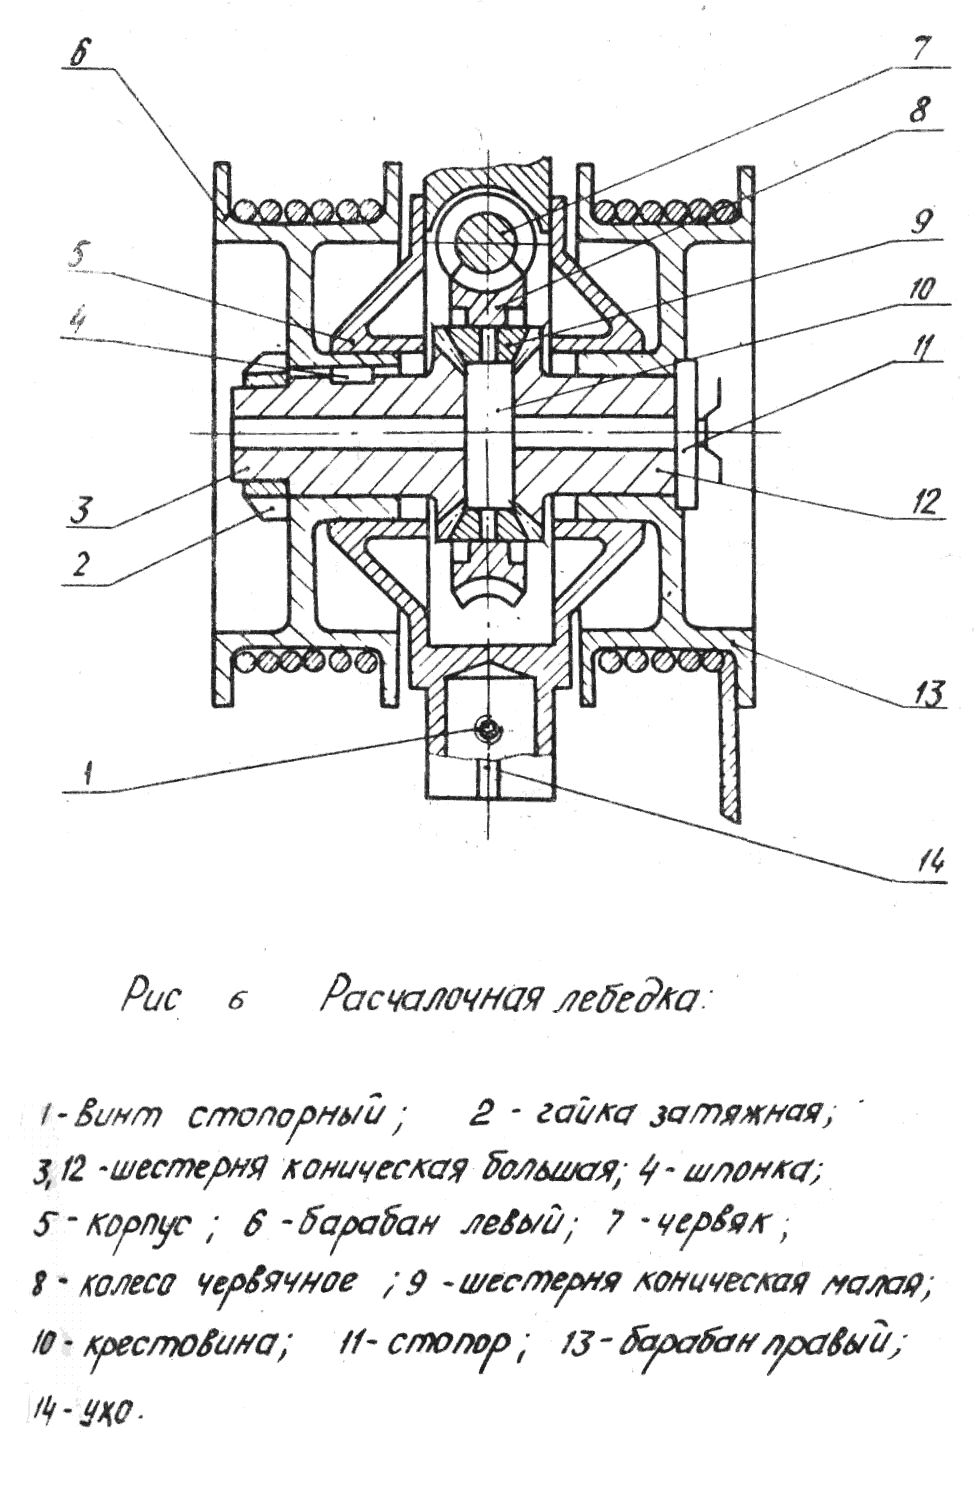 6
7
8
5
9
4
10
11
3
12
2
13
1
14
Рис 6 Расчалочная лебедка:
1-винт стопорный; 2 - гайка затяжная;
3,12 -шестерня коническая большая; 4- шпонка;
5 - корпус ; 6 -барабан левый; 7 -червяк ;
8 - колесо червячное ; 9 -шестерня коническая малая;
10 - крестовина; 11- стопор ; 13- барабан правый;
14- ухо.